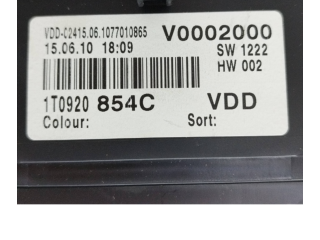 VDD-C2415.06.1077010865 V0002000
15.06.10 18:09 SW 1222
HW 002
1T0920 854C VDD
Colour: Sort: